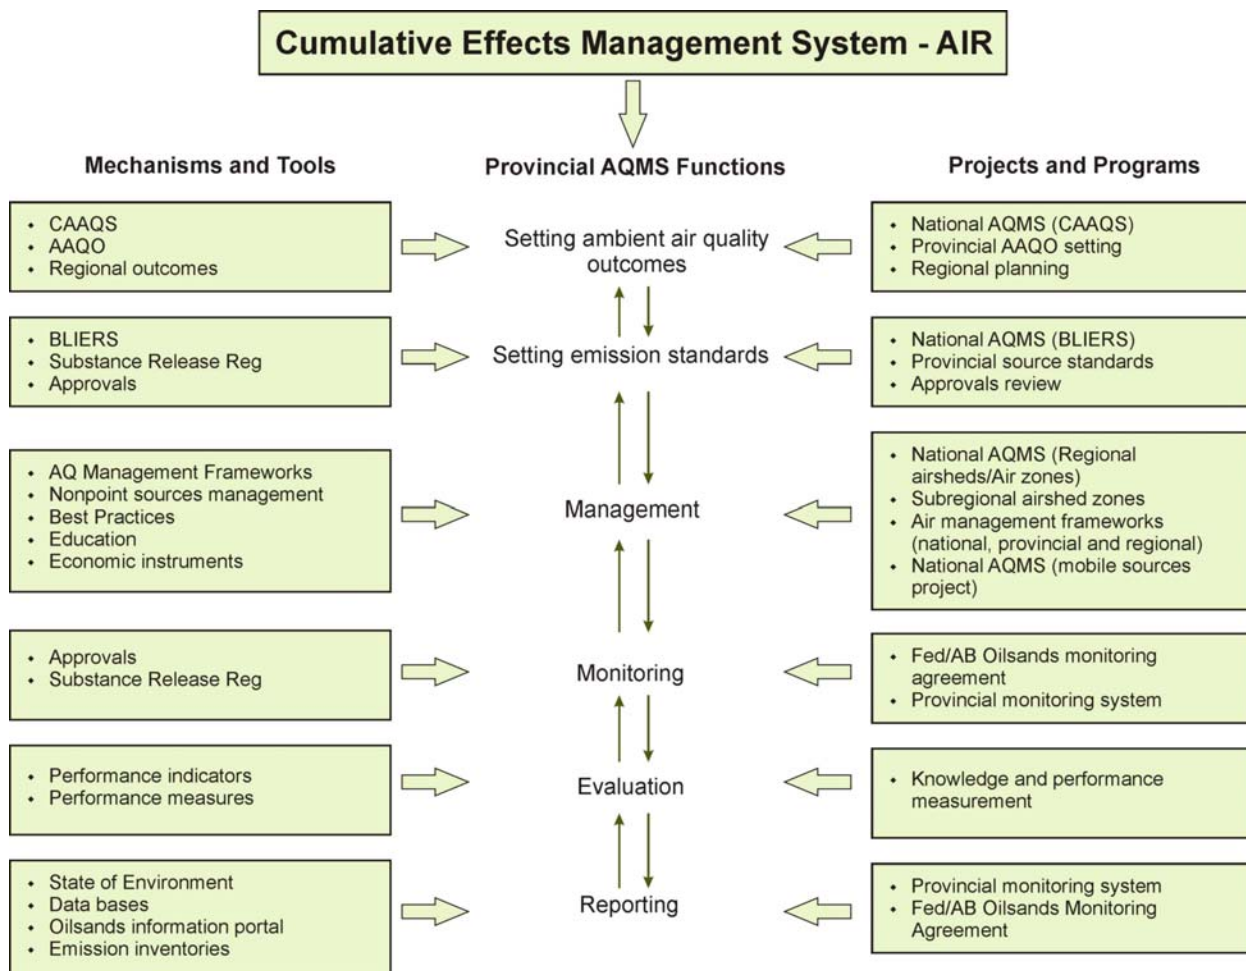 Cumulative Effects Management System - AIR
Mechanisms and Tools
Provincial AQMS Functions
Projects and Programs
• CAAQS
• AAQO
• Regional outcomes
Setting ambient air quality
outcomes
• National AQMS (CAAQS)
• Provincial AAQO setting
• Regional planning
• BLIERS
• Substance Release Reg
• Approvals
Setting emission standards
• National AQMS (BLIERS)
• Provincial source standards
• Approvals review
• AQ Management Frameworks
• Nonpoint sources management
• Best Practices
• Education
• Economic instruments
Management
• National AQMS (Regional
airsheds/Air zones)
• Subregional airshed zones
• Air management frameworks
(national, provincial and regional)
• National AQMS (mobile sources
project)
• Approvals
• Substance Release Reg
Monitoring
• Fed/AB Oilsands monitoring
agreement
• Provincial monitoring system
• Performance indicators
• Performance measures
Evaluation
• Knowledge and performance
measurement
• State of Environment
• Data bases
• Oilsands information portal
• Emission inventories
Reporting
• Provincial monitoring system
• Fed/AB Oilsands Monitoring
Agreement